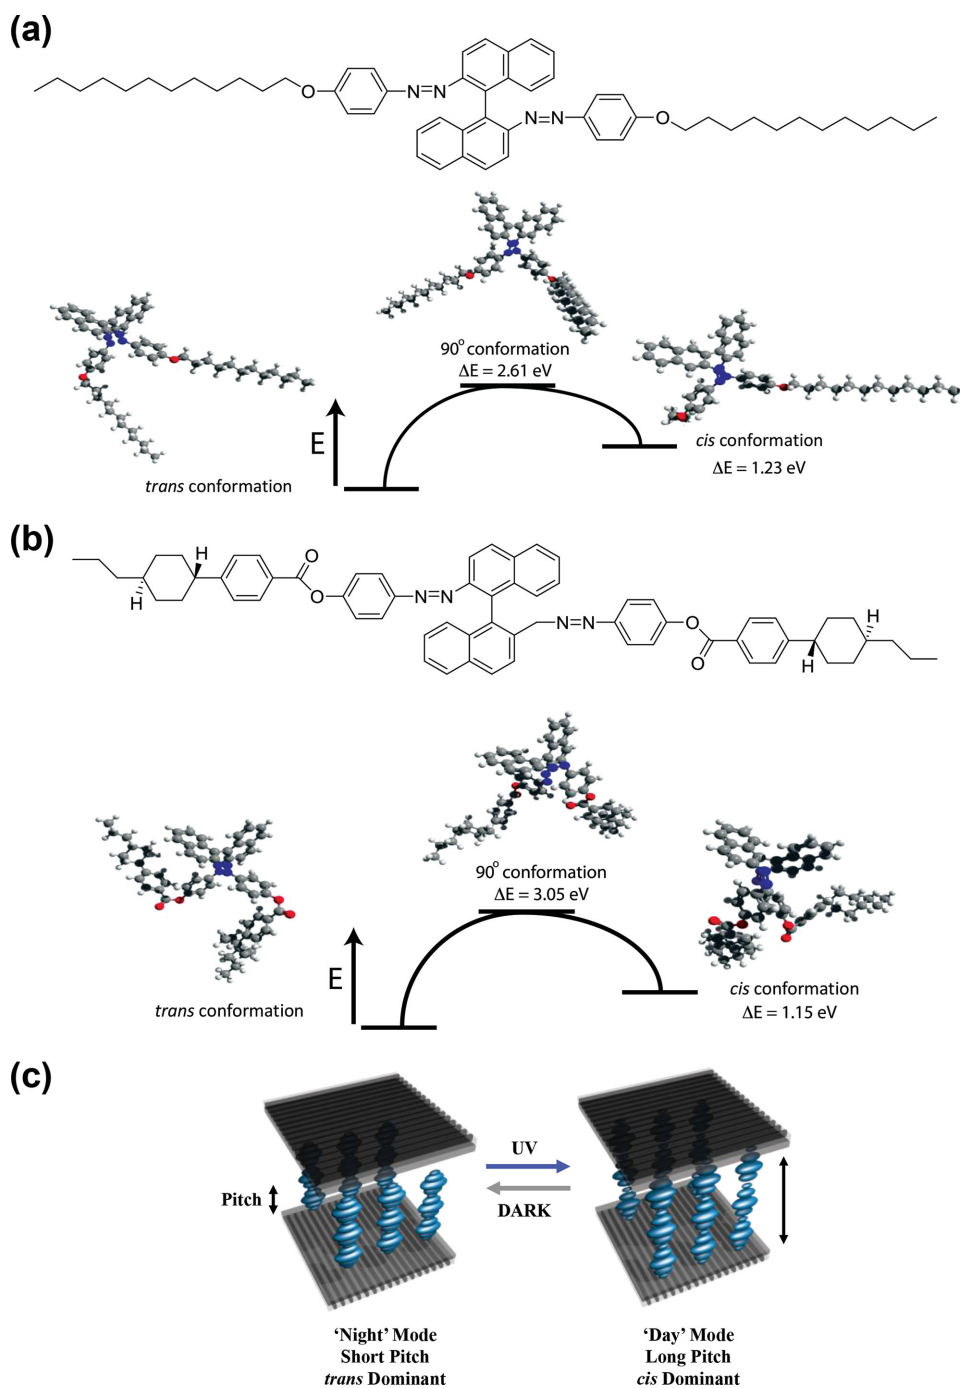 (a)
O
N=N
N=N
O
90° conformation
ΔE = 2.61 eV
E
trans conformation
cis conformation
ΔE = 1.23 eV
(b)
H
H
O
O
N=N
N=N
O
O
H
H
90° conformation
ΔE = 3.05 eV
E
trans conformation
cis conformation
ΔE = 1.15 eV
(c)
UV
Pitch
DARK
‘Night’ Mode
Short Pitch
trans Dominant
‘Day’ Mode
Long Pitch
cis Dominant